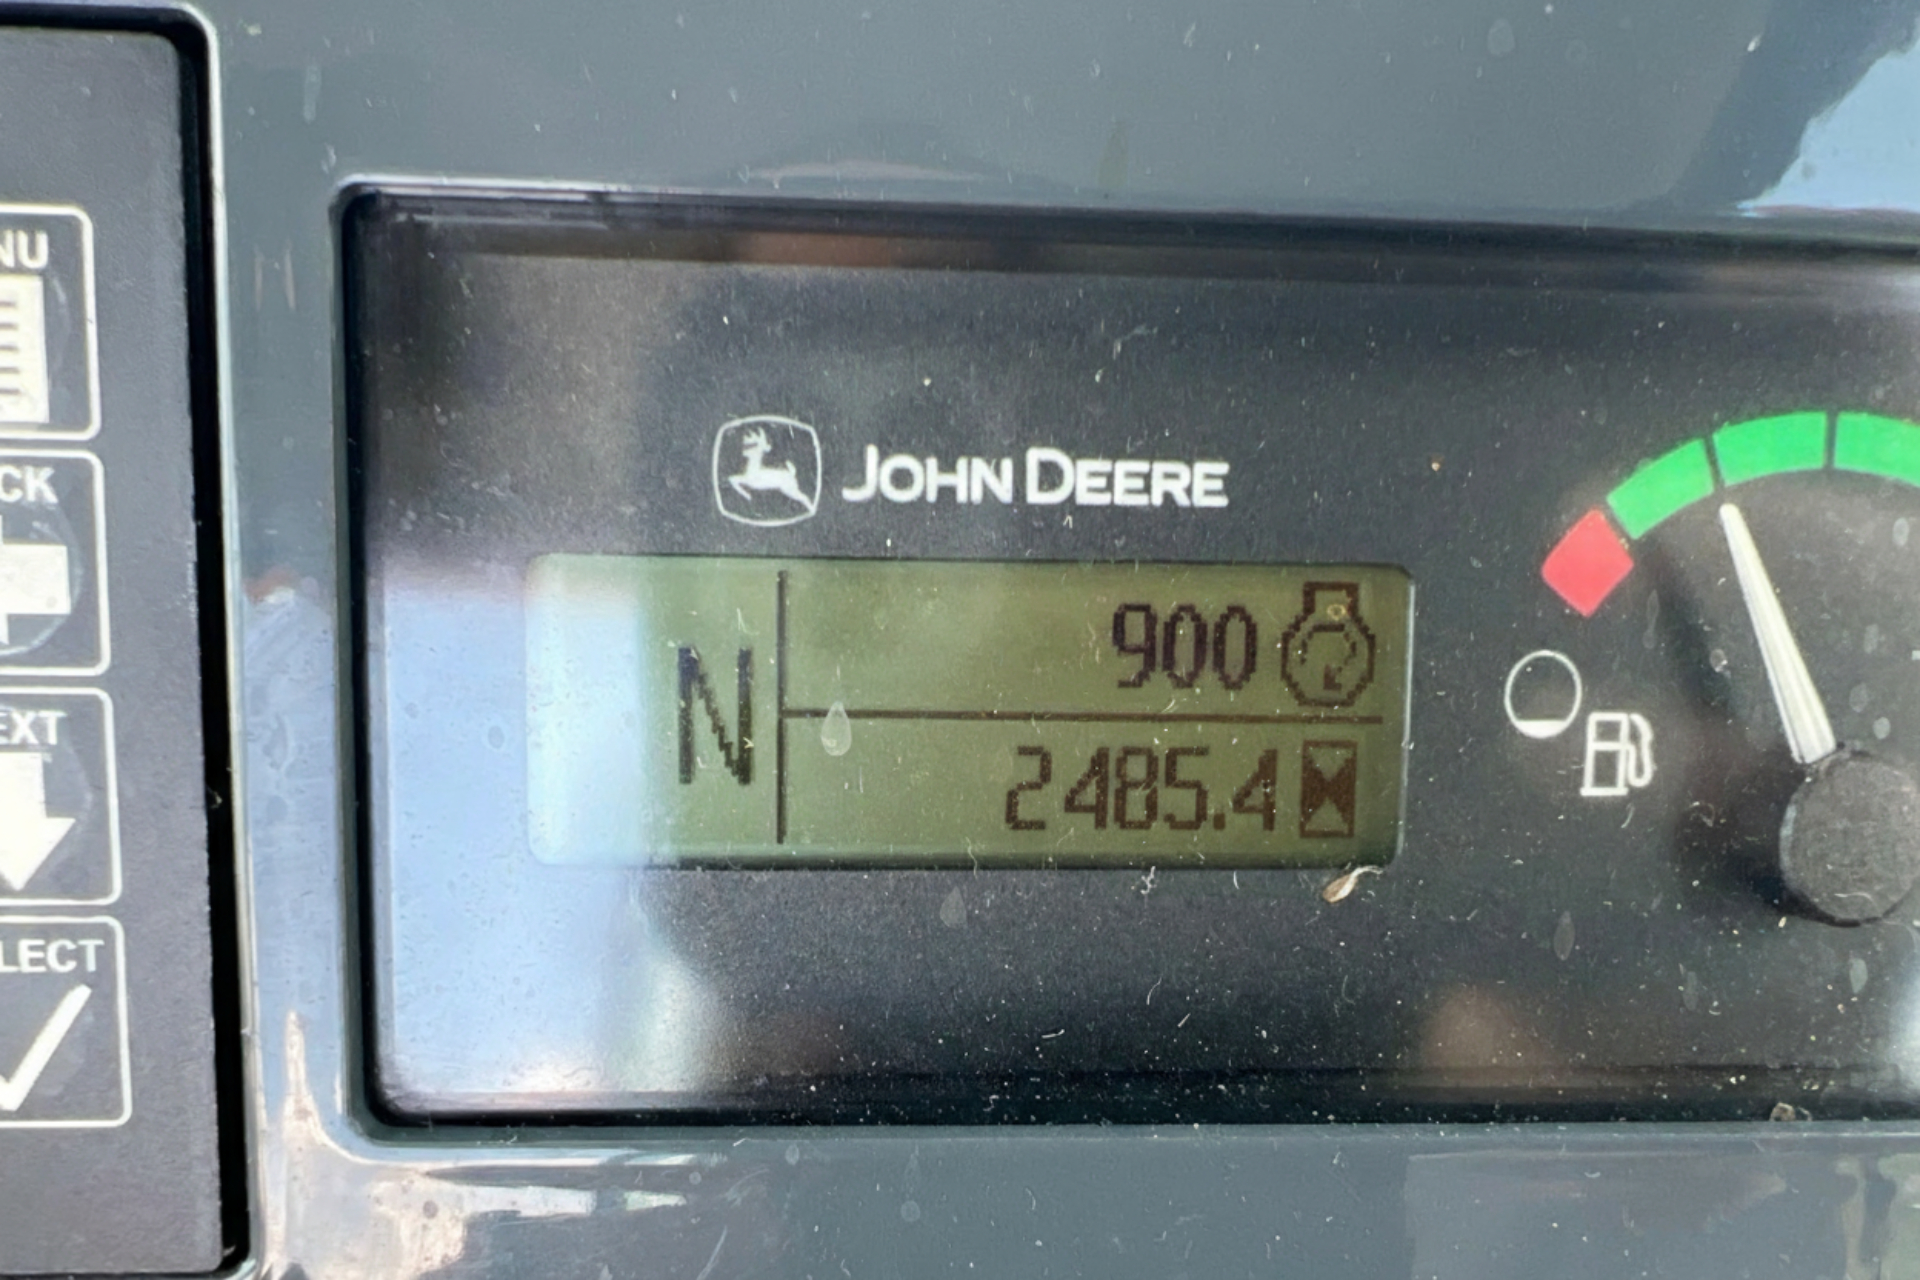 NU
CK
EXT
LECT
JOHN DEERE
N
900
2485.4